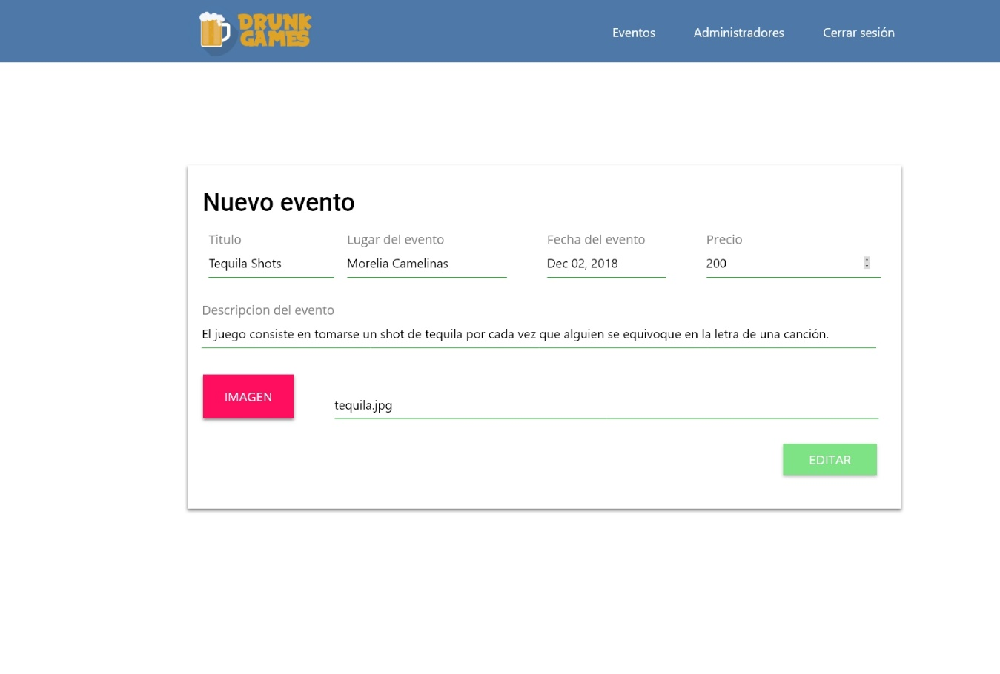 DRUNK
GAMES
Eventos Administradores Cerrar sesión
Nuevo evento
Titulo Lugar del evento Fecha del evento Precio
Tequila Shots Morelia Camelinas Dec 02, 2018 200
Descripcion del evento
El juego consiste en tomarse un shot de tequila por cada vez que alguien se equivoque en la letra de una canción.
IMAGEN
tequila.jpg
EDITAR